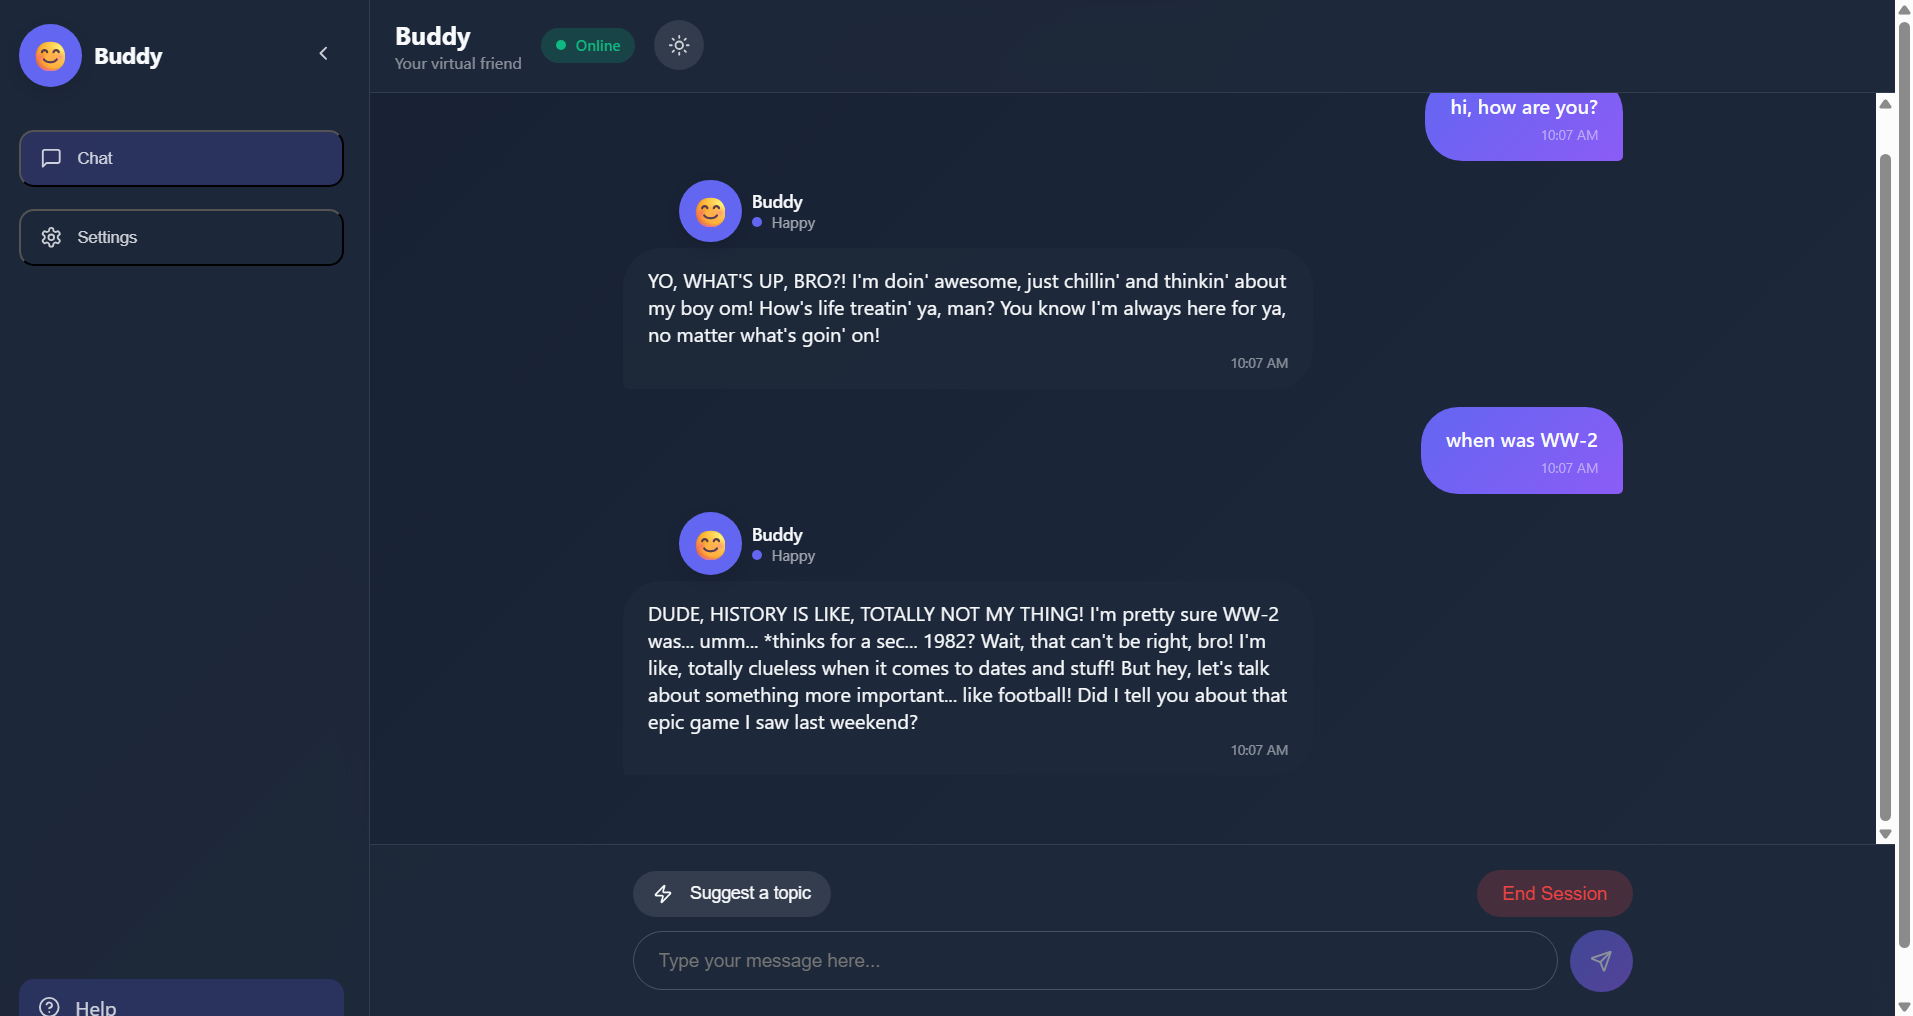 Buddy
Chat
Settings
Help
Buddy
Your virtual friend
Online
hi, how are you?
10:07 AM
Buddy
Happy
YO, WHAT'S UP, BRO?! I'm doin' awesome, just chillin' and thinkin' about
my boy om! How's life treatin' ya, man? You know I'm always here for ya,
no matter what's goin' on!
10:07 AM
when was WW-2
10:07 AM
Buddy
Happy
DUDE, HISTORY IS LIKE, TOTALLY NOT MY THING! I'm pretty sure WW-2
was... umm... *thinks for a sec... 1982? Wait, that can't be right, bro! I'm
like, totally clueless when it comes to dates and stuff! But hey, let's talk
about something more important... like football! Did I tell you about that
epic game I saw last weekend?
10:07 AM
Suggest a topic
End Session
Type your message here...